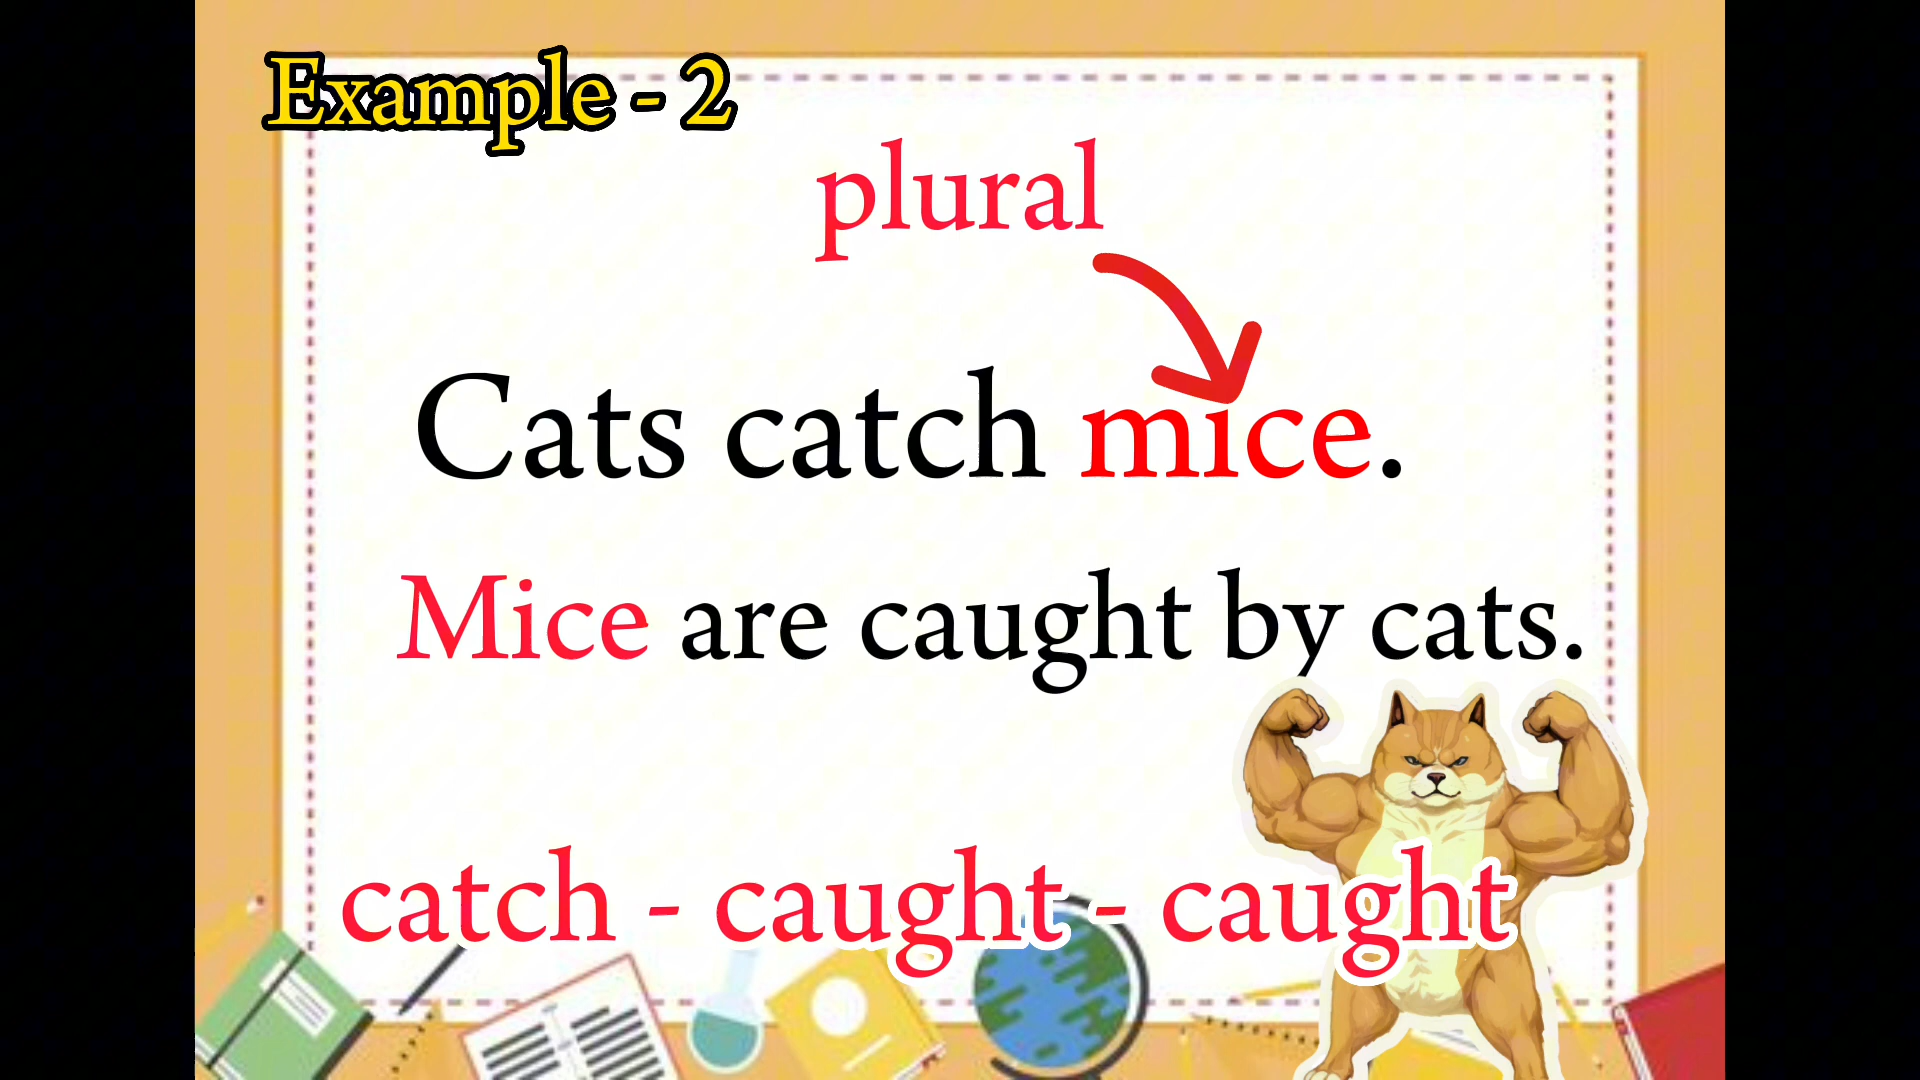 Example - 2
plural
Cats catch mice.
Mice are caught by cats.
catch - caught - caught